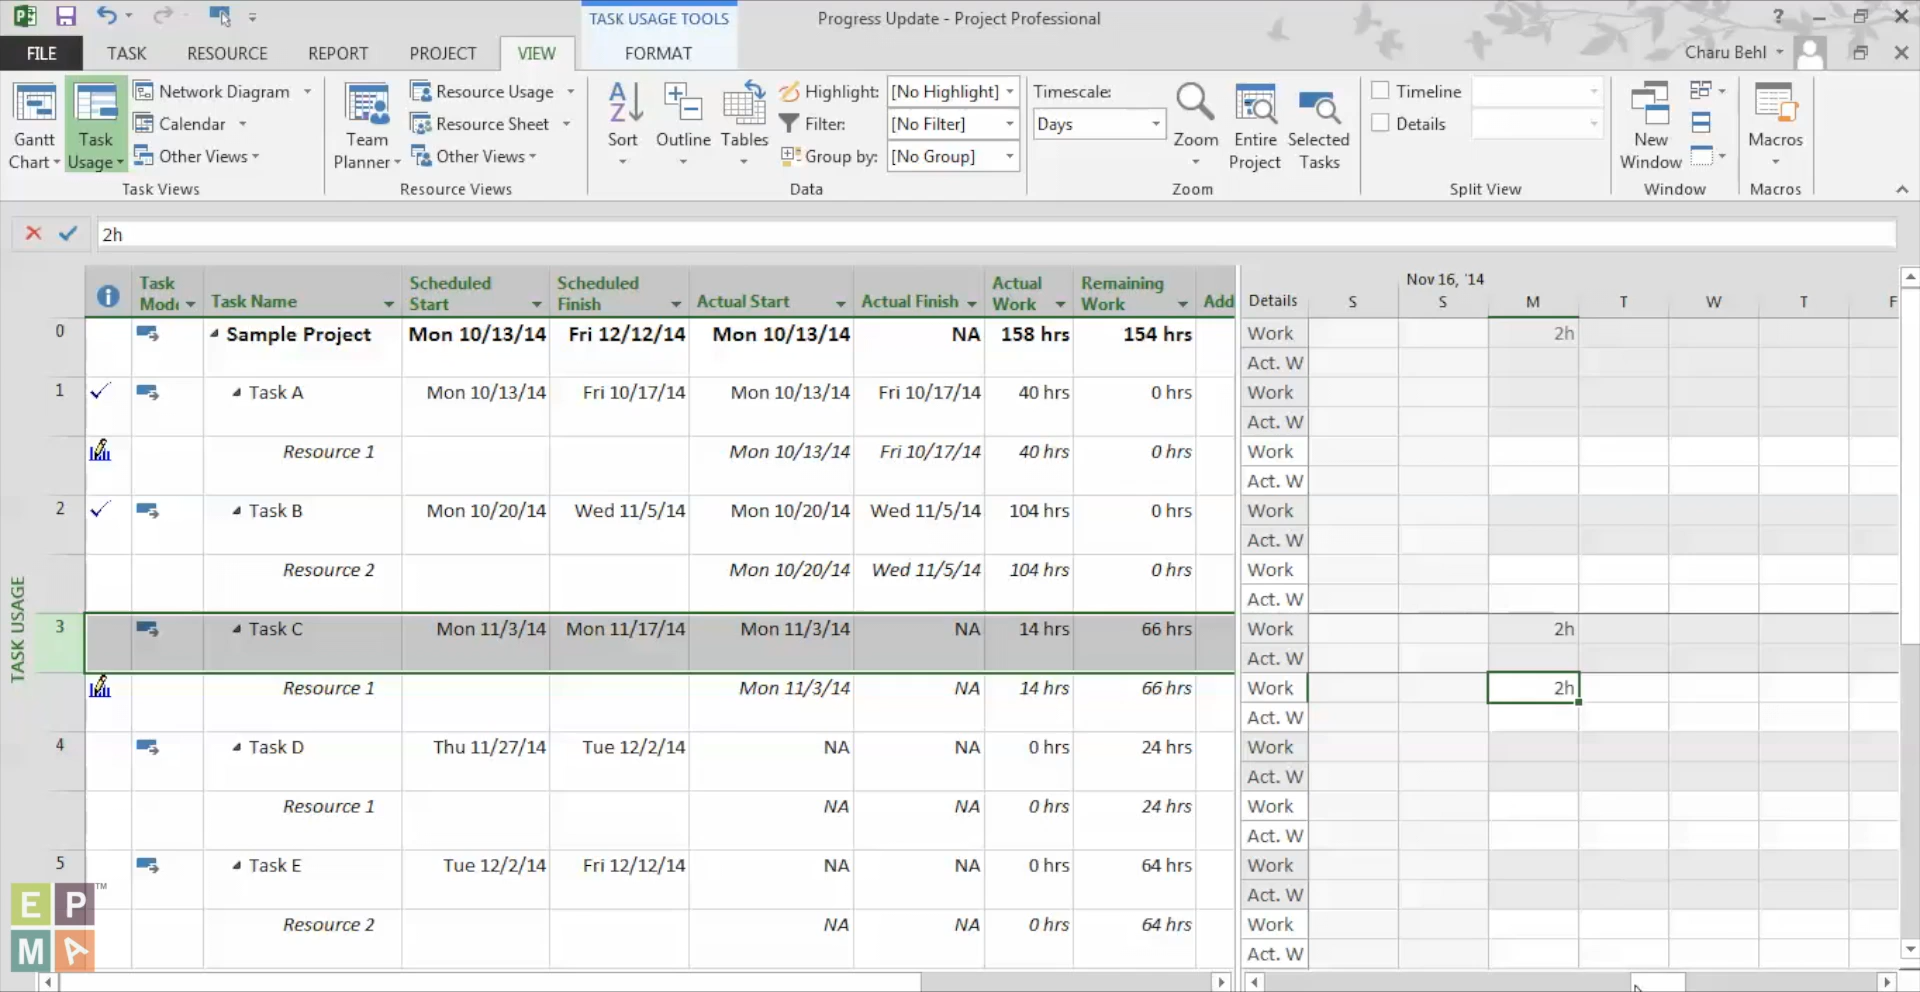 TASK USAGE TOOLS
Progress Update - Project Professional
?
FILE TASK RESOURCE REPORT PROJECT VIEW FORMAT
Charu Behl
Gantt Chart
Task Usage
Network Diagram
Calendar
Other Views
Task Views
Team Planner
Resource Usage
Resource Sheet
Other Views
Resource Views
Sort
Outline
Tables
Highlight: [No Highlight]
Filter: [No Filter]
Group by: [No Group]
Data
Timescale:
Days
Zoom
Entire Project
Selected Tasks
Zoom
Timeline
Details
Split View
New Window
Window
Macros
Macros
2h
Task Mode Task Name Scheduled Start Scheduled Finish Actual Start Actual Finish Actual Work Remaining Work Add
Nov 16, '14
Details S S M T W T F
0 Sample Project Mon 10/13/14 Fri 12/12/14 Mon 10/13/14 NA 158 hrs 154 hrs Work 2h
Act. W
1 Task A Mon 10/13/14 Fri 10/17/14 Mon 10/13/14 Fri 10/17/14 40 hrs 0 hrs Work
Act. W
Resource 1 Mon 10/13/14 Fri 10/17/14 40 hrs 0 hrs Work
Act. W
2 Task B Mon 10/20/14 Wed 11/5/14 Mon 10/20/14 Wed 11/5/14 104 hrs 0 hrs Work
Act. W
Resource 2 Mon 10/20/14 Wed 11/5/14 104 hrs 0 hrs Work
Act. W
3 Task C Mon 11/3/14 Mon 11/17/14 Mon 11/3/14 NA 14 hrs 66 hrs Work 2h
Act. W
Resource 1 Mon 11/3/14 NA 14 hrs 66 hrs Work 2h
Act. W
4 Task D Thu 11/27/14 Tue 12/2/14 NA NA 0 hrs 24 hrs Work
Act. W
Resource 1 NA NA 0 hrs 24 hrs Work
Act. W
5 Task E Tue 12/2/14 Fri 12/12/14 NA NA 0 hrs 64 hrs Work
Act. W
Resource 2 NA NA 0 hrs 64 hrs Work
Act. W
TASK USAGE
EP™
MA